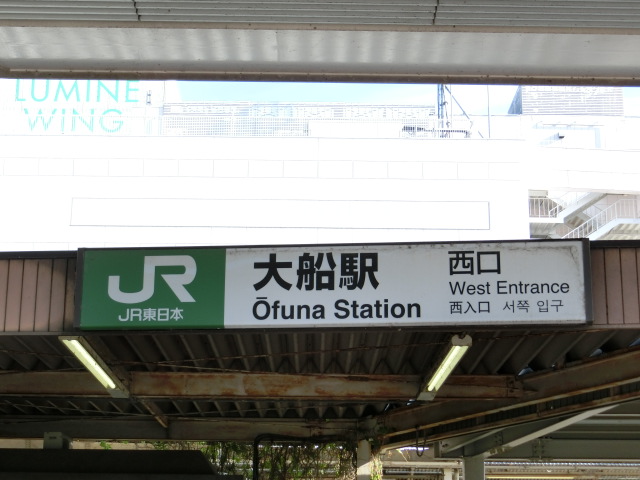 LUMINE
WING
JR
JR東日本
大船駅
Ōfuna Station
西口
West Entrance
西入口 서쪽 입구